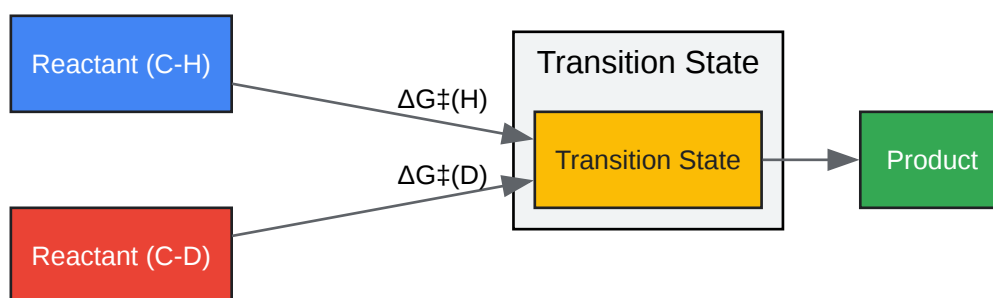 Reactant (C-H)
ΔG‡(H)
Transition State
Transition State
Product
ΔG‡(D)
Reactant (C-D)